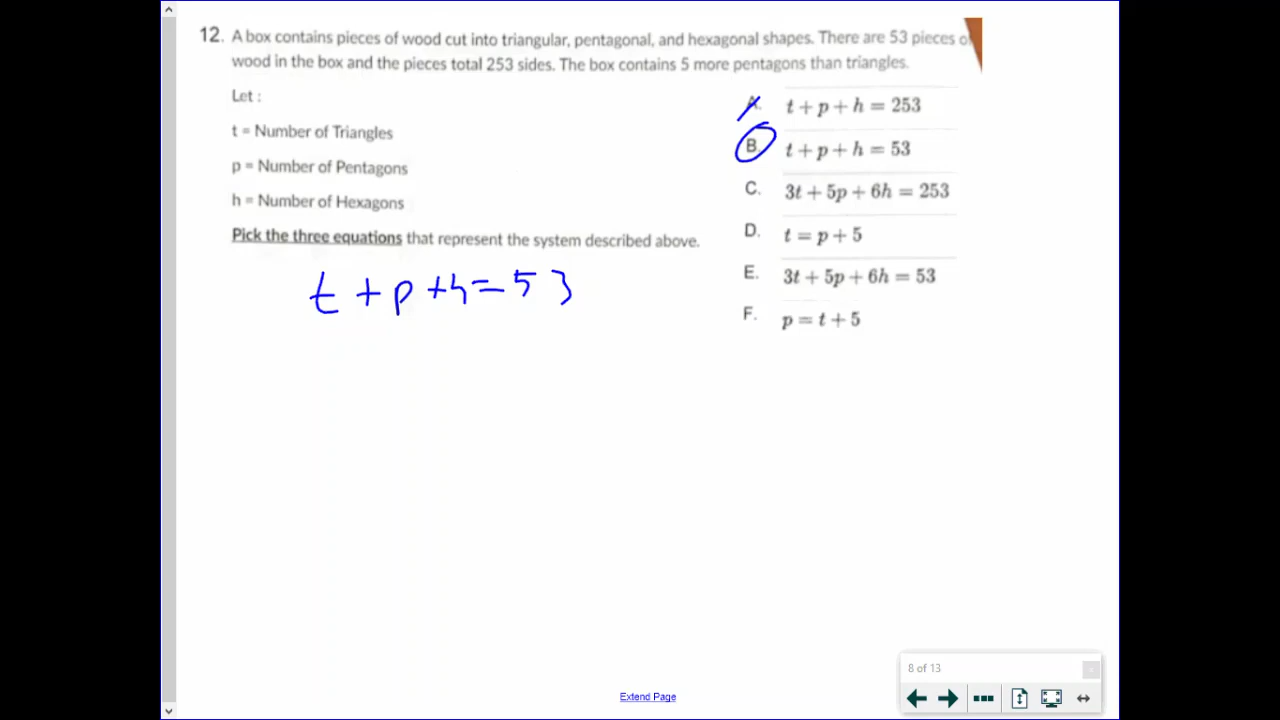 12. A box contains pieces of wood cut into triangular, pentagonal, and hexagonal shapes. There are 53 pieces
wood in the box and the pieces total 253 sides. The box contains 5 more pentagons than triangles.
Let :
t = Number of Triangles
p = Number of Pentagons
h = Number of Hexagons
Pick the three equations that represent the system described above.
t + p + h = 53
A. t + p + h = 253
B. t + p + h = 53
C. 3t + 5p + 6h = 253
D. t = p + 5
E. 3t + 5p + 6h = 53
F. p = t + 5
8 of 13
Extend Page